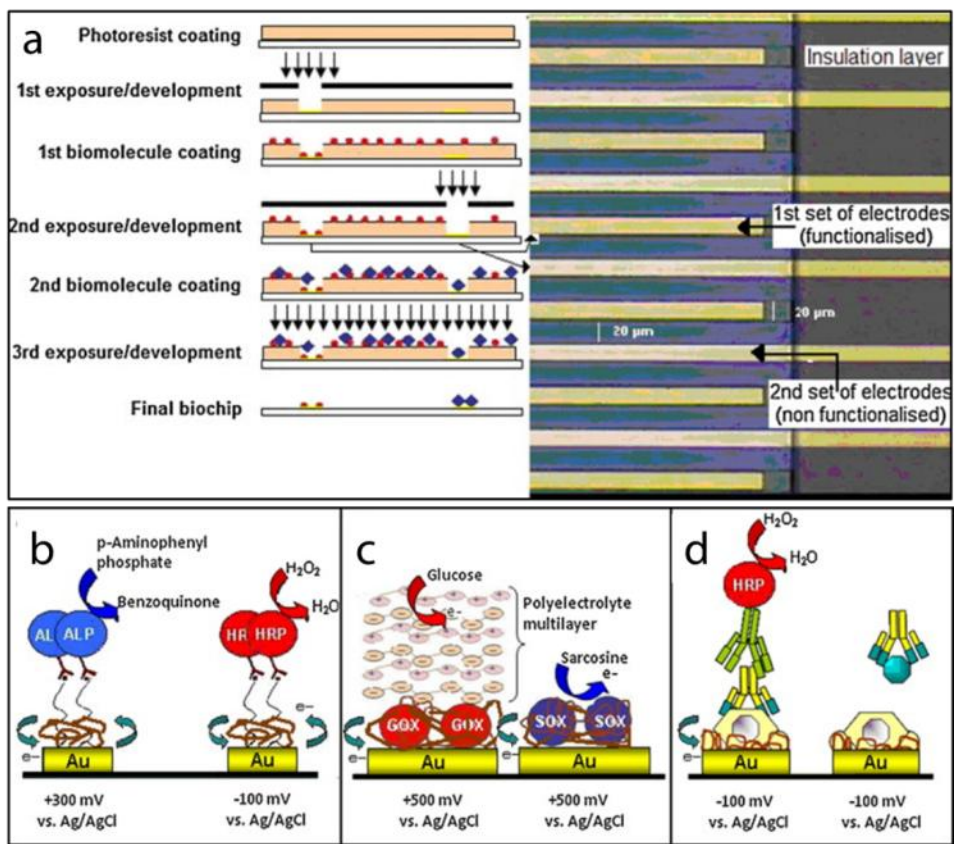 a
Photoresist coating
1st exposure/development
1st biomolecule coating
2nd exposure/development
2nd biomolecule coating
3rd exposure/development
Final biochip
Insulation layer
1st set of electrodes
(functionalised)
20 µm
20 µm
2nd set of electrodes
(non functionalised)
b
p-Aminophenyl
phosphate
Benzoquinone
AL
ALP
H₂O₂
H₂O
HR
HRP
e–
e–
Au
Au
+300 mV
vs. Ag/AgCl
-100 mV
vs. Ag/AgCl
c
Glucose
e-
Polyelectrolyte
multilayer
Sarcosine
e-
GOX
GOX
SOX
SOX
e–
e–
Au
Au
+500 mV
vs. Ag/AgCl
+500 mV
vs. Ag/AgCl
d
H₂O₂
H₂O
HRP
e–
Au
Au
-100 mV
vs. Ag/AgCl
-100 mV
vs. Ag/AgCl